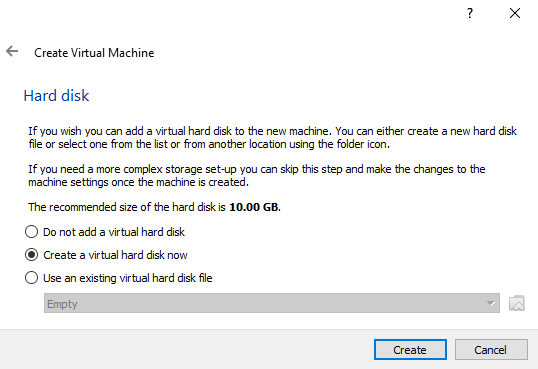 ?
Create Virtual Machine
Hard disk
If you wish you can add a virtual hard disk to the new machine. You can either create a new hard disk
file or select one from the list or from another location using the folder icon.
If you need a more complex storage set-up you can skip this step and make the changes to the
machine settings once the machine is created.
The recommended size of the hard disk is 10.00 GB.
Do not add a virtual hard disk
Create a virtual hard disk now
Use an existing virtual hard disk file
Empty
Create Cancel